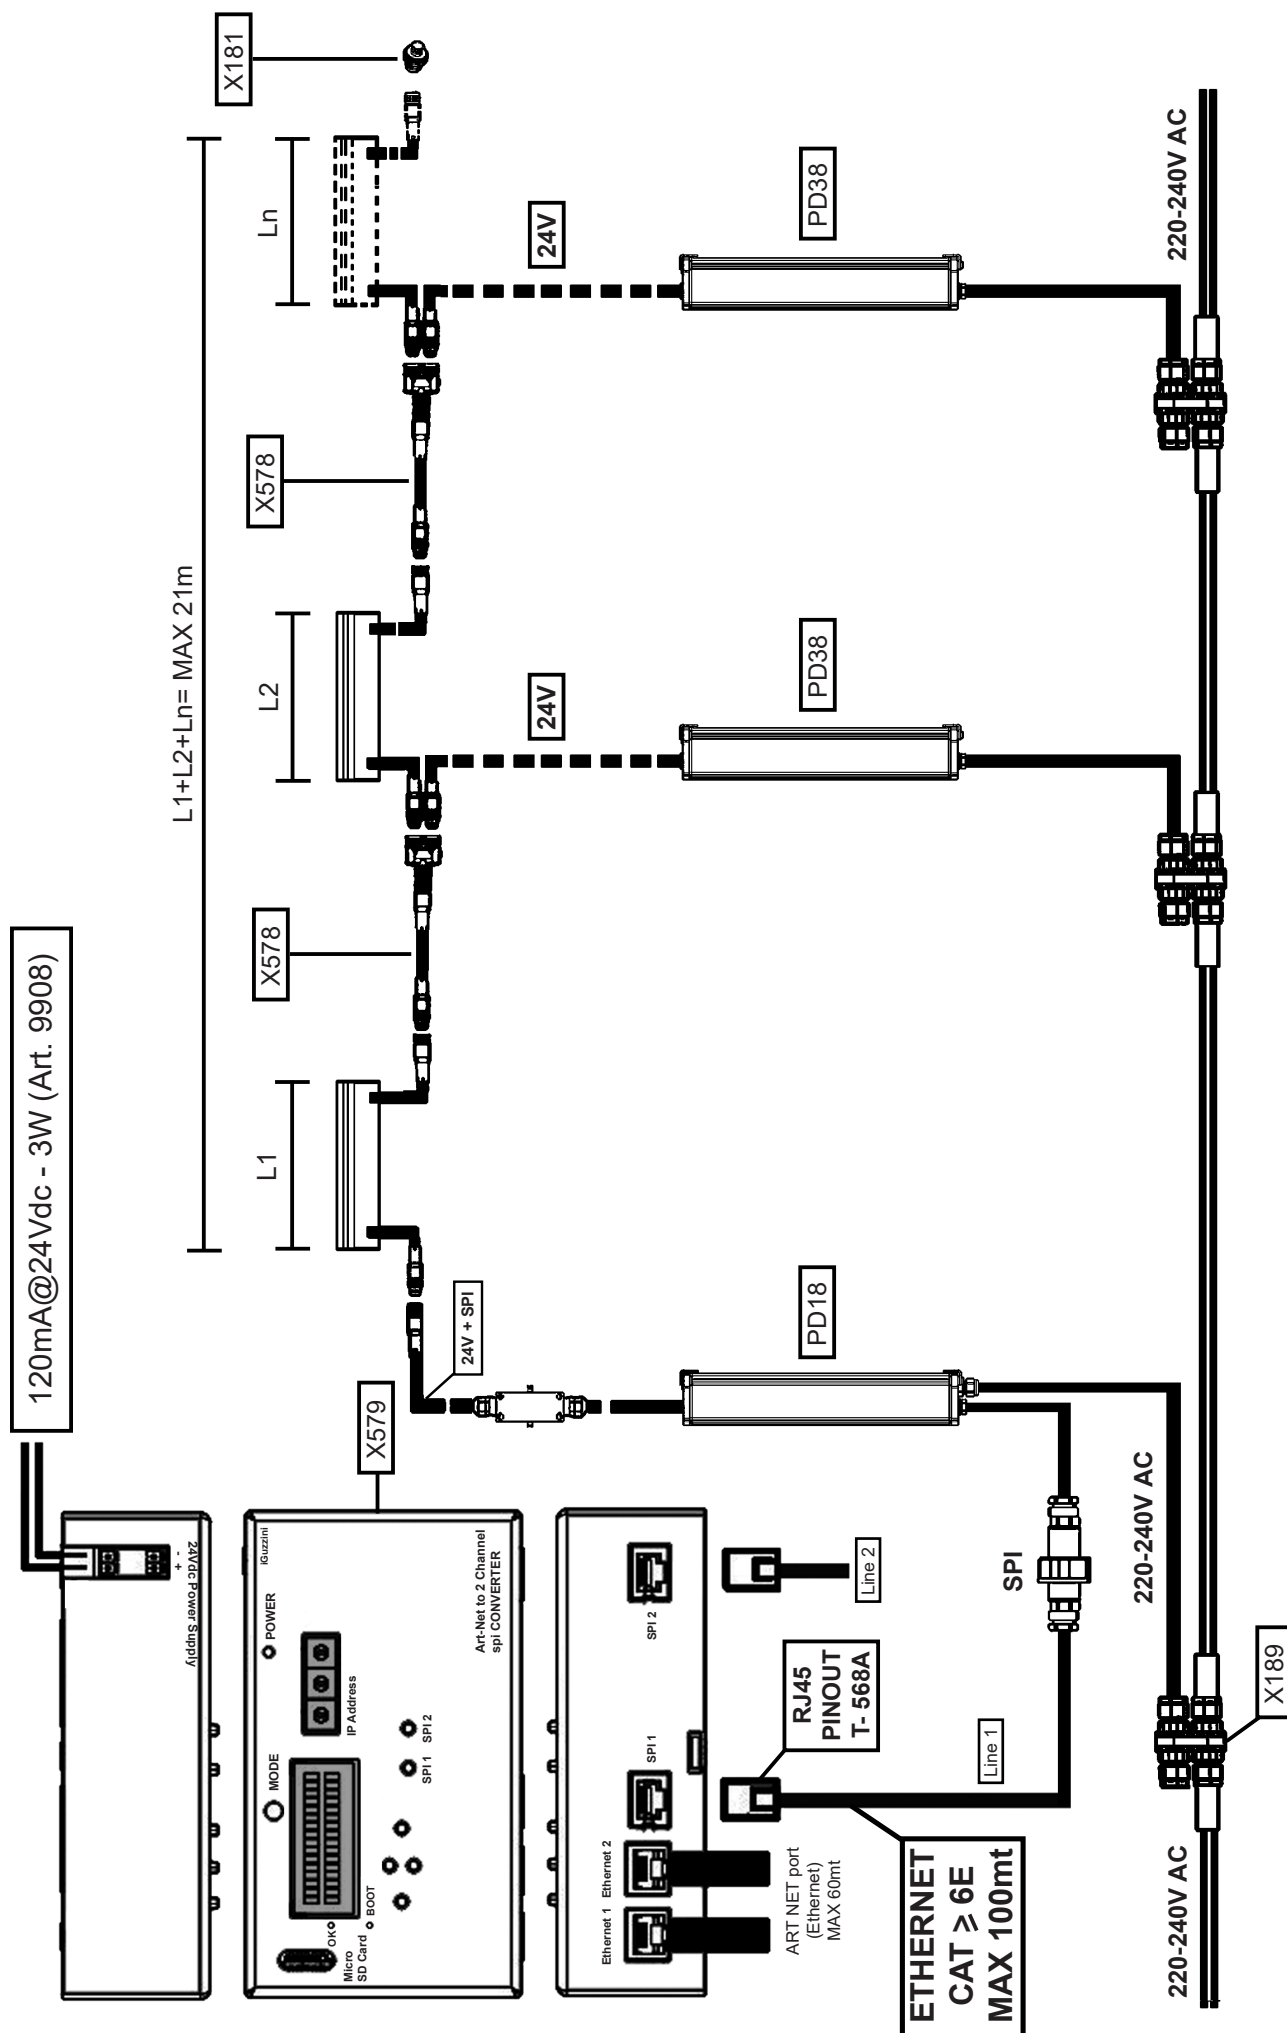 120mA@24Vdc - 3W (Art. 9908)
24Vdc Power Supply
- +
X579
iGuzzini
POWER
IP Address
MODE
Art-Net to 2 Channel
spi CONVERTER
SPI 1
SPI 2
OK
BOOT
Micro
SD Card
Ethernet 1
Ethernet 2
SPI 1
SPI 2
ART NET port
(Ethernet)
MAX 60mt
RJ45
PINOUT
T- 568A
Line 2
Line 1
ETHERNET
CAT ≥ 6E
MAX 100mt
SPI
220-240V AC
220-240V AC
X189
L1+L2+Ln= MAX 21m
L1
L2
Ln
X578
X578
X181
24V + SPI
24V
24V
PD18
PD38
PD38
220-240V AC